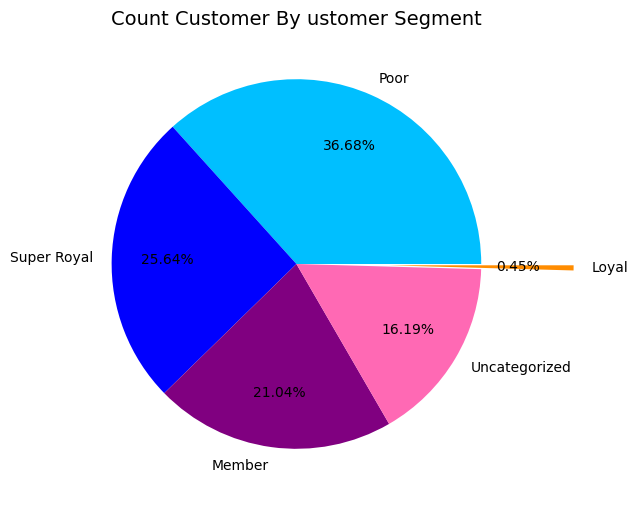 Count Customer By ustomer Segment
Poor
36.68%
Super Royal
25.64%
0.45%
Loyal
16.19%
Uncategorized
21.04%
Member